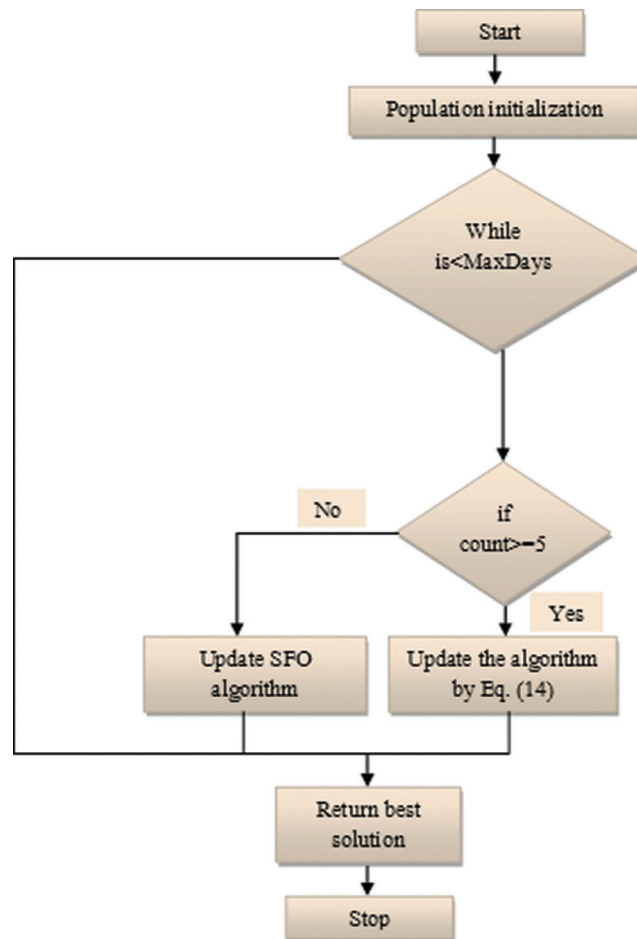 Start
Population initialization
While
is<MaxDays
No
if
count>=5
Yes
Update SFO
algorithm
Update the algorithm
by Eq. (14)
Return best
solution
Stop